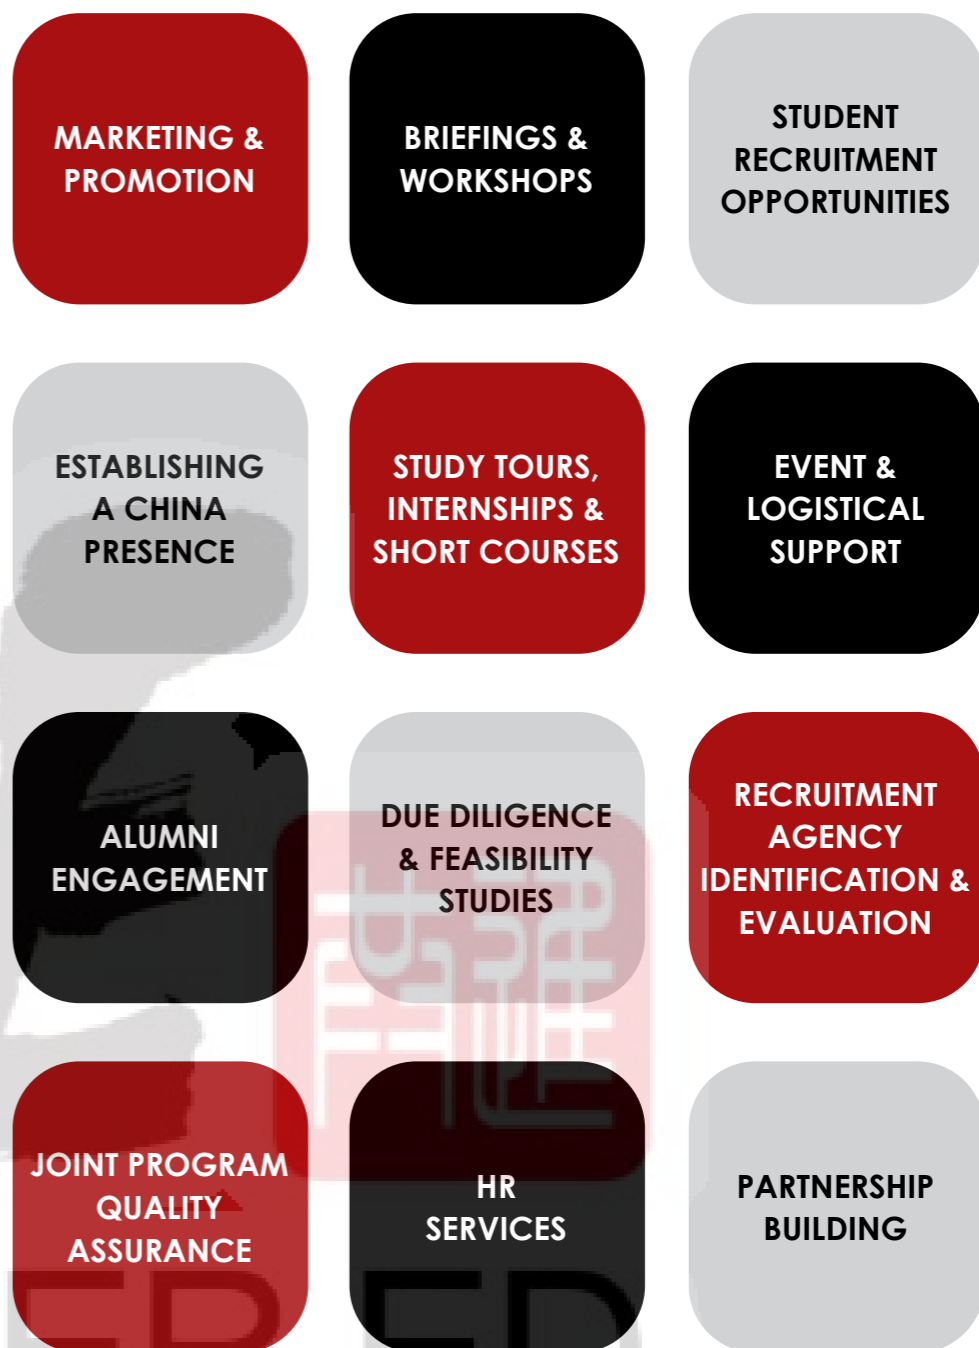 MARKETING &
PROMOTION
BRIEFINGS &
WORKSHOPS
STUDENT
RECRUITMENT
OPPORTUNITIES
ESTABLISHING
A CHINA
PRESENCE
STUDY TOURS,
INTERNSHIPS &
SHORT COURSES
EVENT &
LOGISTICAL
SUPPORT
ALUMNI
ENGAGEMENT
DUE DILIGENCE
& FEASIBILITY
STUDIES
RECRUITMENT
AGENCY
IDENTIFICATION &
EVALUATION
JOINT PROGRAM
QUALITY
ASSURANCE
HR
SERVICES
PARTNERSHIP
BUILDING